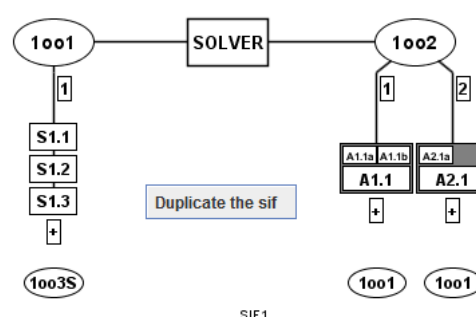 1oo1
SOLVER
1oo2
1
1
2
S1.1
S1.2
S1.3
+
A1.1a
A1.1b
A2.1a
A1.1
A2.1
+
+
Duplicate the sif
1oo3S
1oo1
1oo1
SIF1